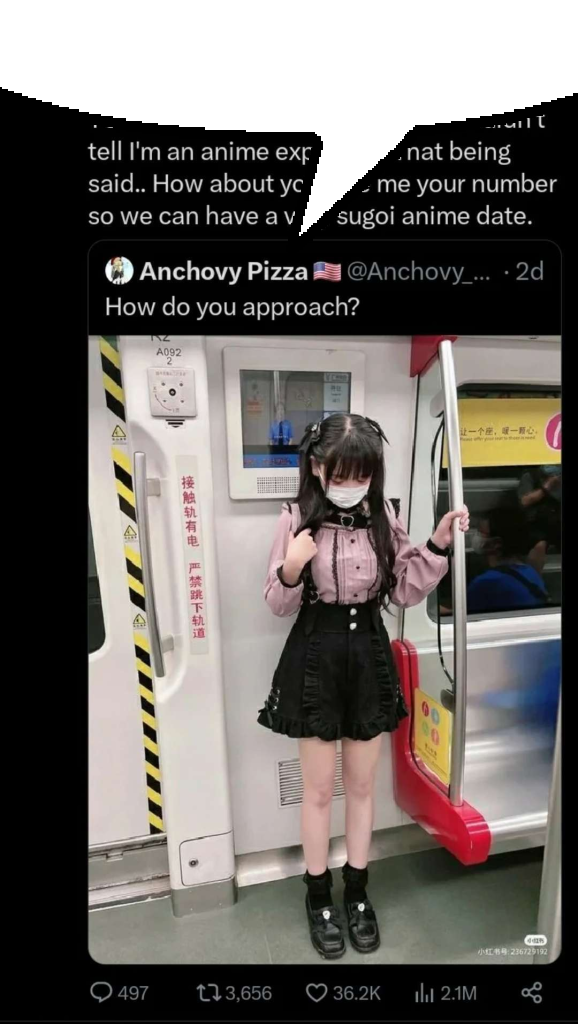 tell I'm an anime exp
nat being
said.. How about yo
me your number
so we can have a v
sugoi anime date.
Anchovy Pizza🇺🇸 @Anchovy_... · 2d
How do you approach?
A092
2
接触轨有电 严禁跳下轨道
让一个座，暖一颗心。
小红书
小红书号: 236729192
497
3,656
36.2K
2.1M